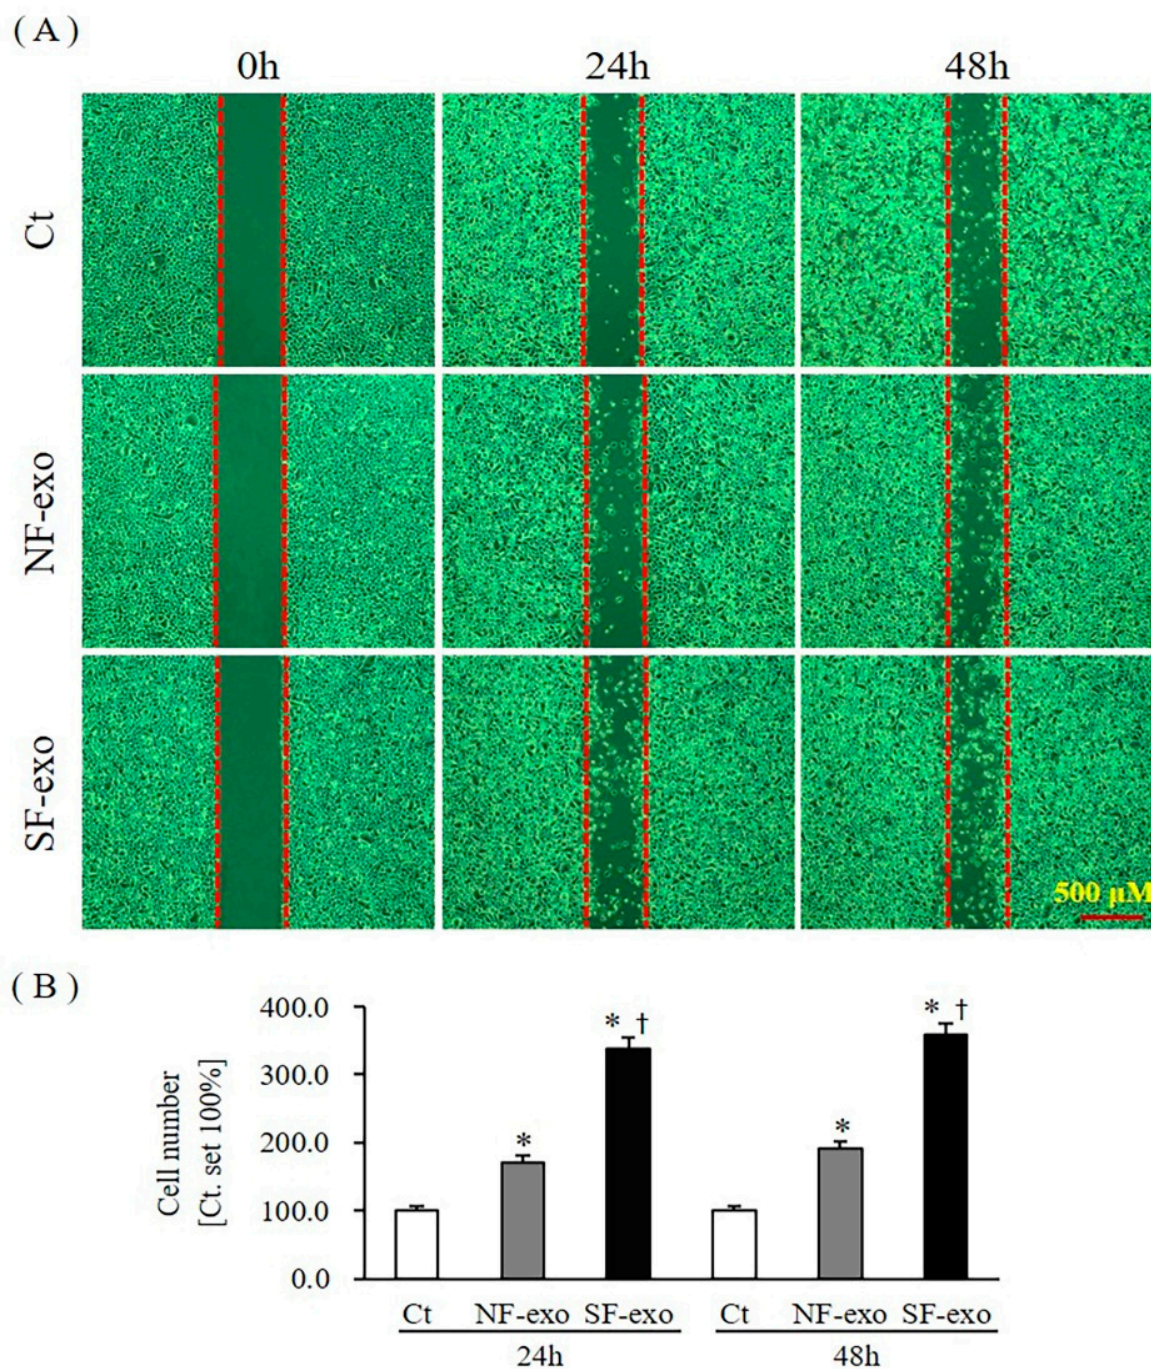 ( A )
0h 24h 48h
Ct
NF-exo
SF-exo
500 µM
( B )
Cell number
[Ct. set 100%]
400.0
300.0
200.0
100.0
0.0
*
* †
*
* †
Ct NF-exo SF-exo Ct NF-exo SF-exo
24h 48h